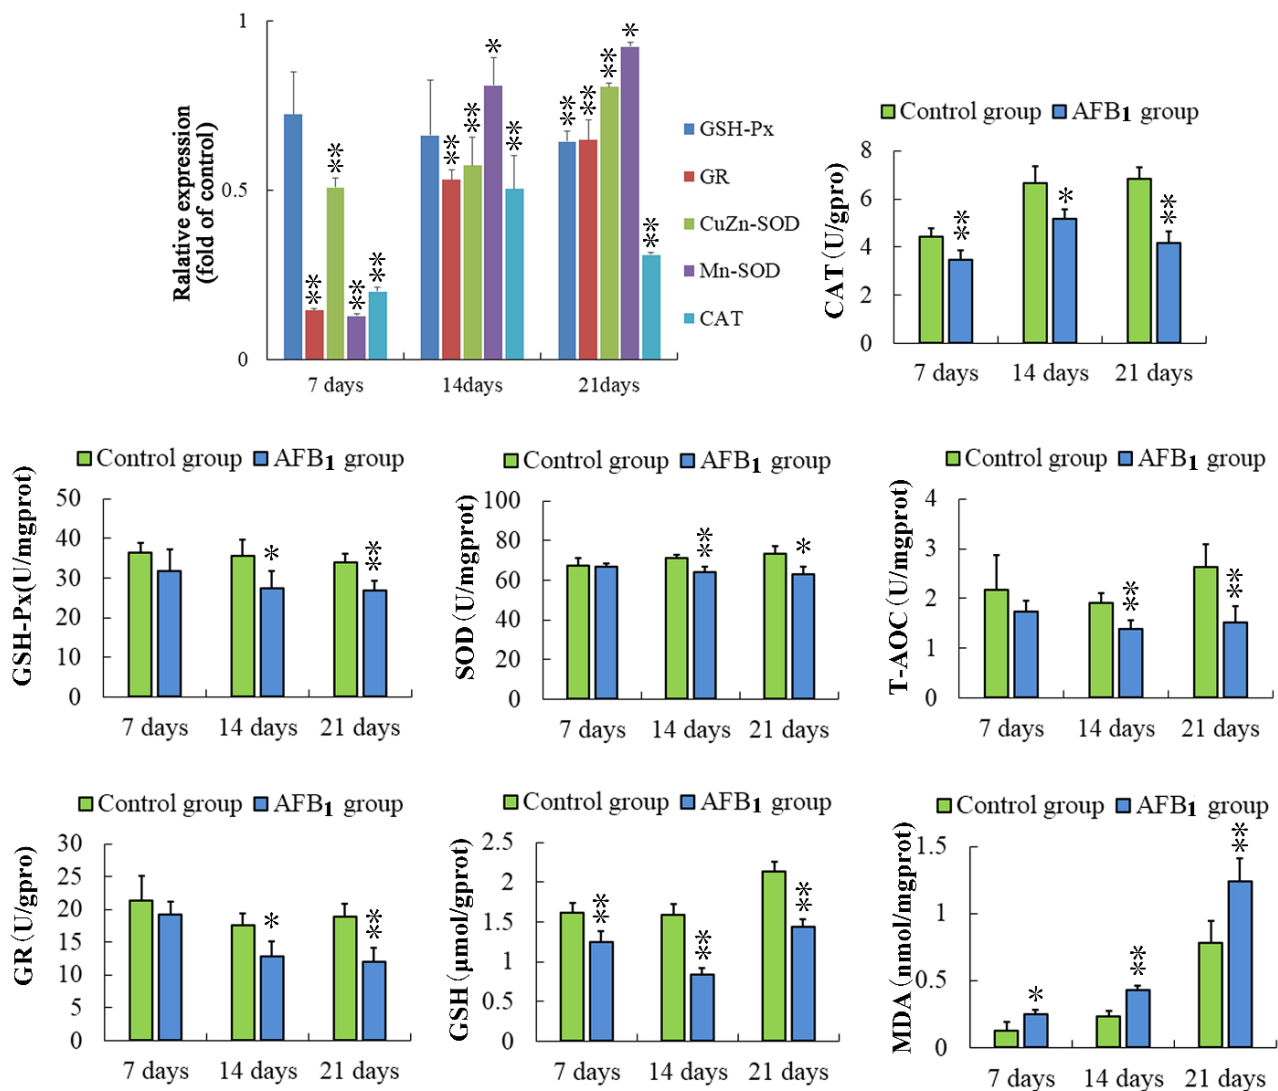 Ralative expression
(fold of control)
1
0.5
0
**
**
**
**
**
**
*
**
**
**
**
*
**
7 days
14days
21days
GSH-Px
GR
CuZn-SOD
Mn-SOD
CAT
Control group
AFB1 group
CAT (U/gpro)
8
6
4
2
0
**
*
**
7 days
14 days
21 days
Control group
AFB1 group
GSH-Px(U/mgprot)
50
40
30
20
10
0
*
**
7 days
14 days
21 days
Control group
AFB1 group
SOD (U/mgprot)
100
80
60
40
20
0
**
*
7 days
14 days
21 days
Control group
AFB1 group
T-AOC (U/mgprot)
4
3
2
1
0
**
**
7 days
14 days
21 days
Control group
AFB1 group
GR (U/gpro)
30
25
20
15
10
5
0
*
**
7 days
14 days
21 days
Control group
AFB1 group
GSH (μmol/gprot)
2.5
2
1.5
1
0.5
0
**
**
**
7 days
14 days
21 days
Control group
AFB1 group
MDA (nmol/mgprot)
1.5
1
0.5
0
*
**
**
7 days
14 days
21 days